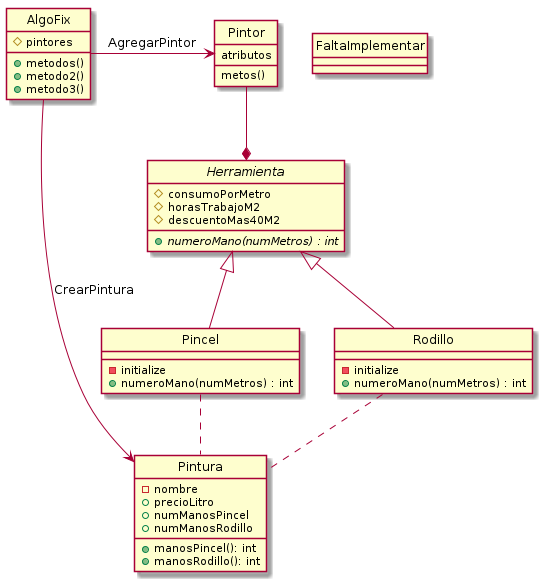 AlgoFix
pintores
metodos()
metodo2()
metodo3()
AgregarPintor
Pintor
atributos
metos()
FaltaImplementar
Herramienta
consumoPorMetro
horasTrabajoM2
descuentoMas40M2
numeroMano(numMetros) : int
CrearPintura
Pincel
initialize
numeroMano(numMetros) : int
Rodillo
initialize
numeroMano(numMetros) : int
Pintura
nombre
precioLitro
numManosPincel
numManosRodillo
manosPincel(): int
manosRodillo(): int